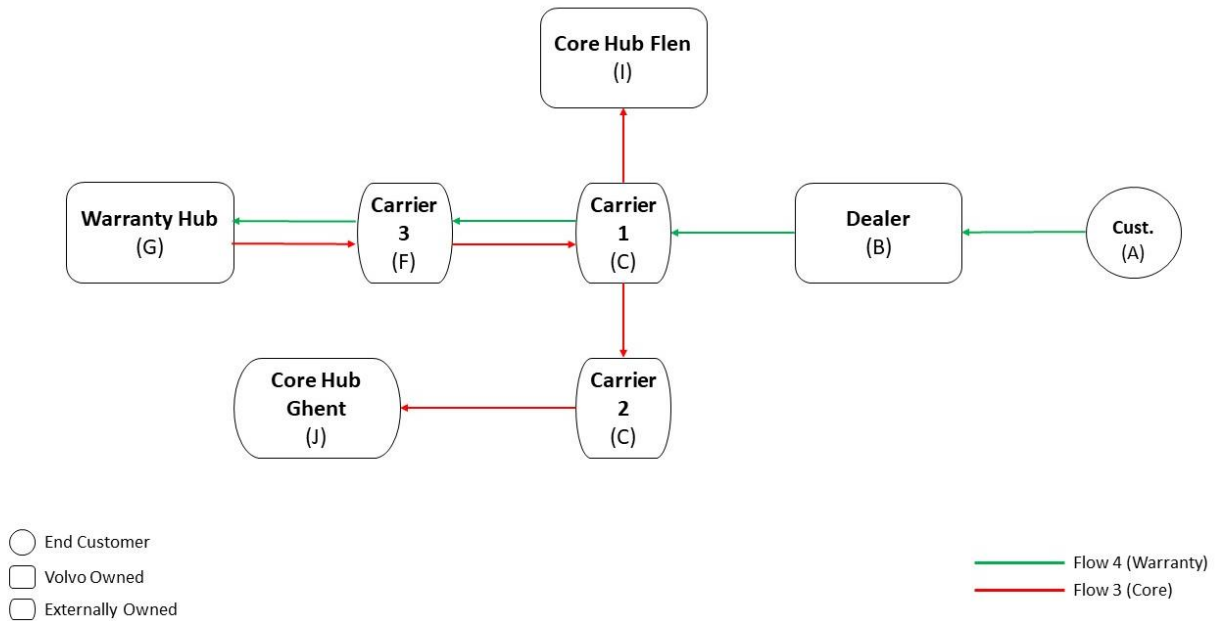 Core Hub Flen
(I)
Warranty Hub
(G)
Carrier
3
(F)
Carrier
1
(C)
Dealer
(B)
Cust.
(A)
Core Hub
Ghent
(J)
Carrier
2
(C)
End Customer
Volvo Owned
Externally Owned
Flow 4 (Warranty)
Flow 3 (Core)